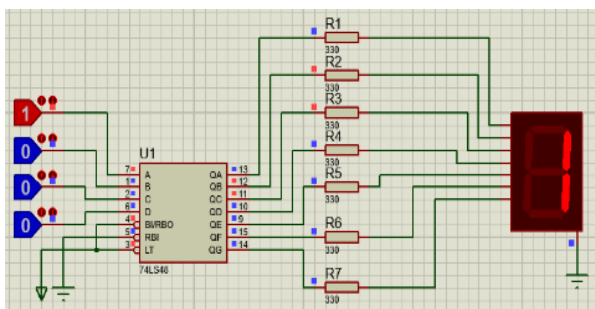 R1
330
R2
330
R3
330
R4
330
R5
330
R6
330
R7
330
1
0
0
0
U1
7 A QA 13
1 B QB 12
2 C QC 11
6 D QD 10
4 BI/RBO QE 9
5 RBI QF 15
3 LT QG 14
74LS48